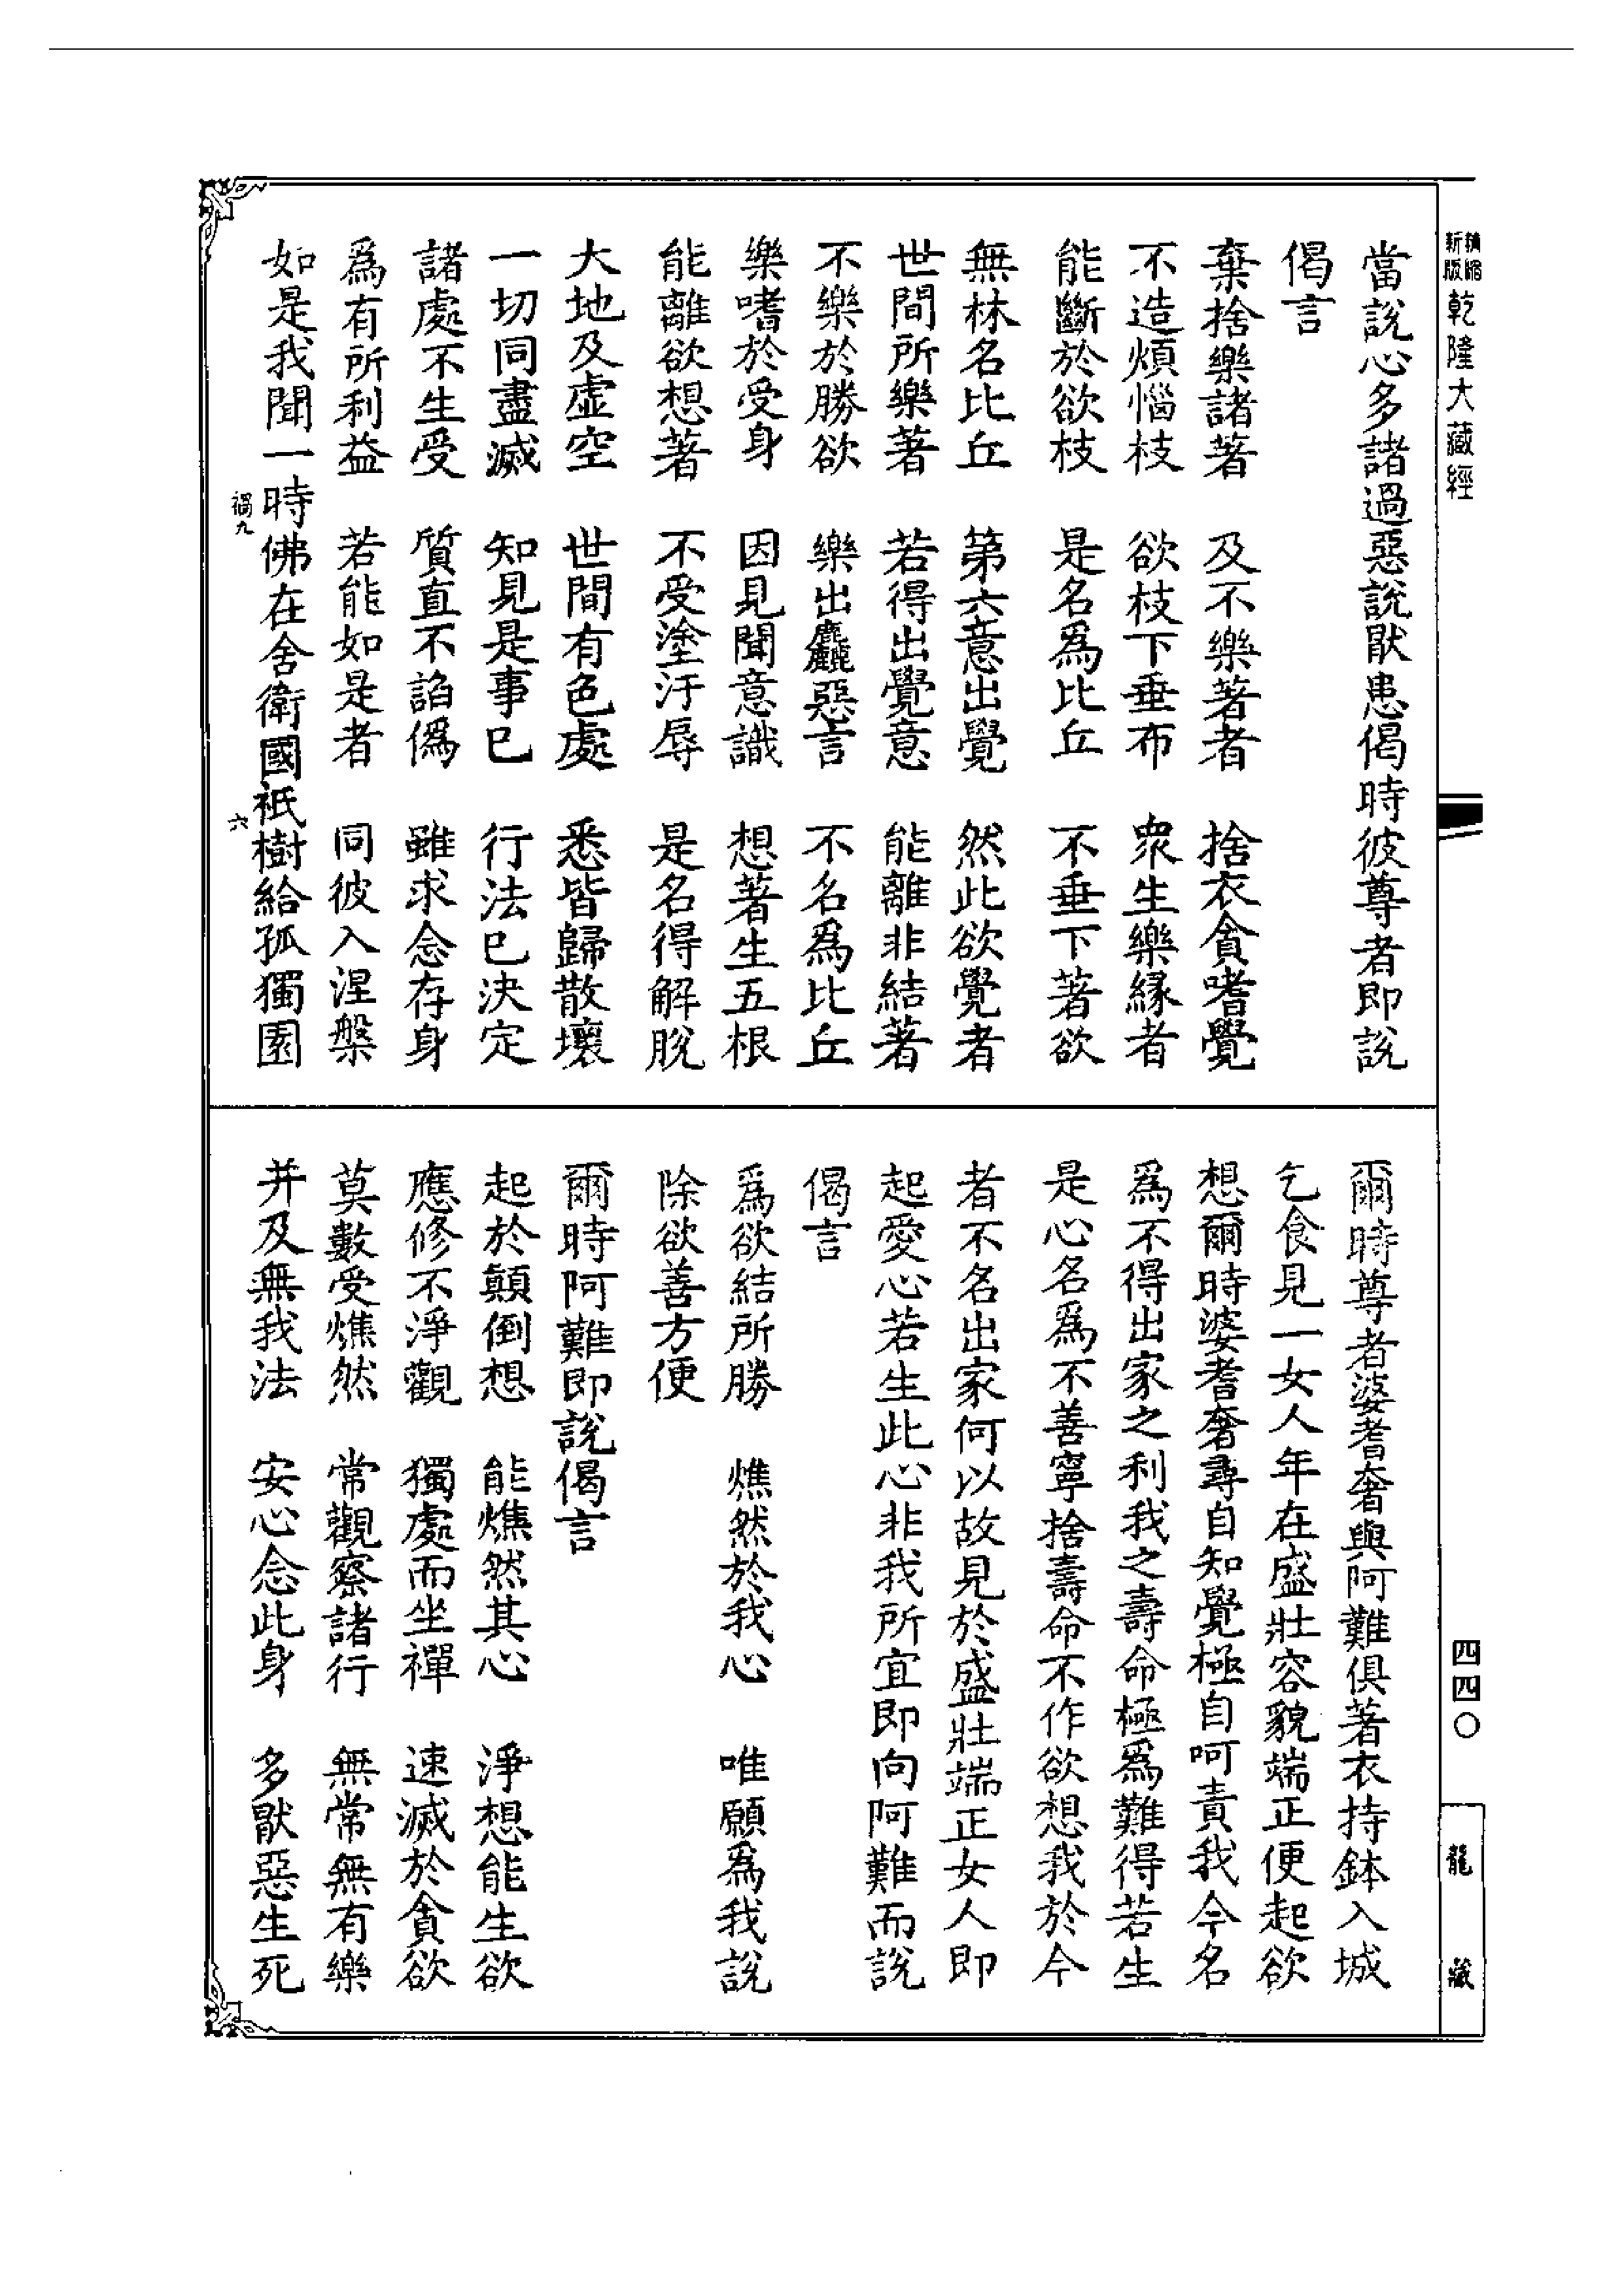 精縮
新版
乾隆大藏經
當說心多諸過惡說猒患偈時彼尊者即說
偈言
棄捨樂諸著　及不樂著者　捨衣貪嗜覺
不造煩惱枝　欲枝下垂布　衆生樂緣者
能斷於欲枝　是名爲比丘　不垂下著欲
無林名比丘　第六意出覺　然此欲覺者
世間所樂著　若得出覺意　能離非結著
不樂於勝欲　樂出麤惡言　不名爲比丘
樂嗜於受身　因見聞意識　想著生五根
能離欲想著　不受塗汙辱　是名得解脫
大地及虛空　世間有色處　悉皆歸散壞
一切同盡滅　知見是事已　行法已決定
諸處不生受　質直不諂僞　雖求念存身
爲有所利益　若能如是者　同彼入涅槃
如是我聞一時佛在舍衛國祇樹給孤獨園
禍九
六
爾時尊者婆耆奢與阿難俱著衣持鉢入城
乞食見一女人年在盛壯容貌端正便起欲
想爾時婆耆奢尋自知覺極自呵責我今名
爲不得出家之利我之壽命極爲難得若生
是心名爲不善寧捨壽命不作欲想我於今
者不名出家何以故見於盛壯端正女人即
起愛心若生此心非我所宜即向阿難而說
偈言
爲欲結所勝　燋然於我心　唯願爲我說
除欲善方便
爾時阿難即說偈言
起於顛倒想　能燋然其心　淨想能生欲
應修不淨觀　獨處而坐禪　速滅於貪欲
莫數受燋然　常觀察諸行　無常無有樂
并及無我法　安心念此身　多猒惡生死
四四〇
龍藏